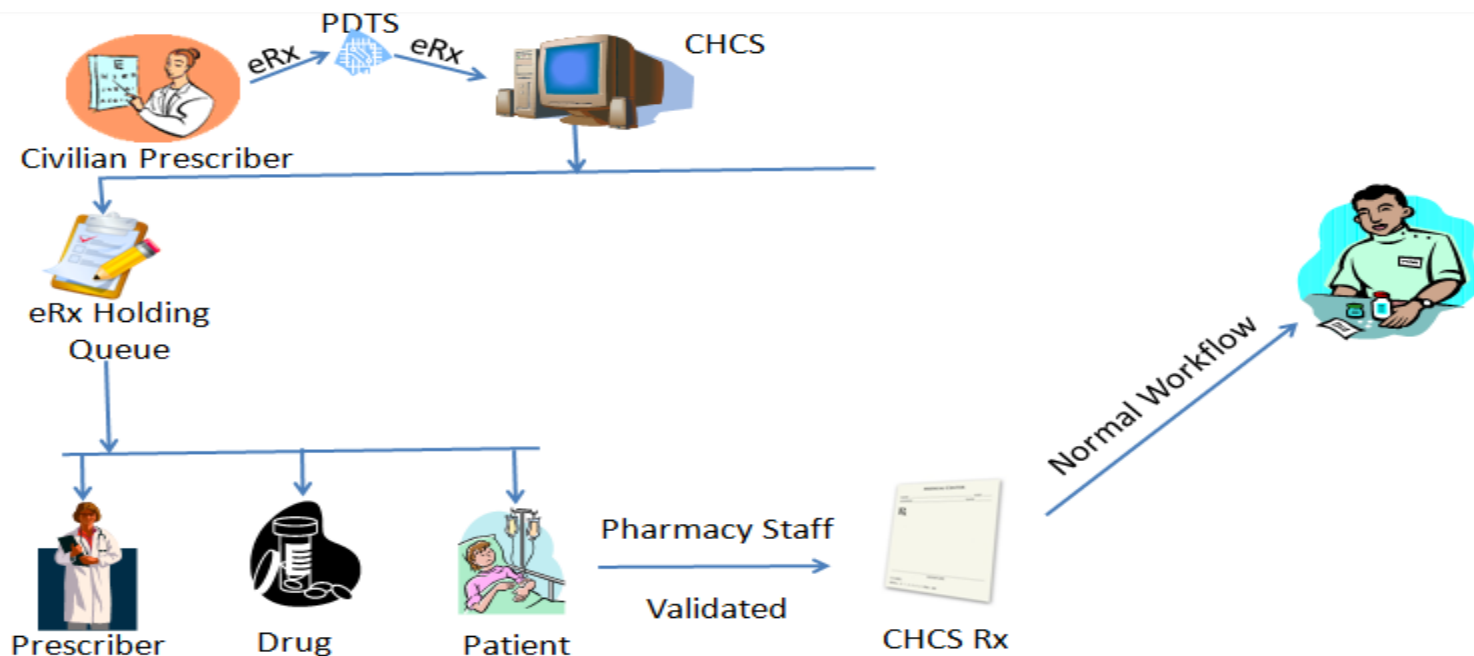 PDTS
eRx
eRx
CHCS
Civilian Prescriber
eRx Holding
Queue
Normal Workflow
Pharmacy Staff
Validated
Prescriber
Drug
Patient
CHCS Rx